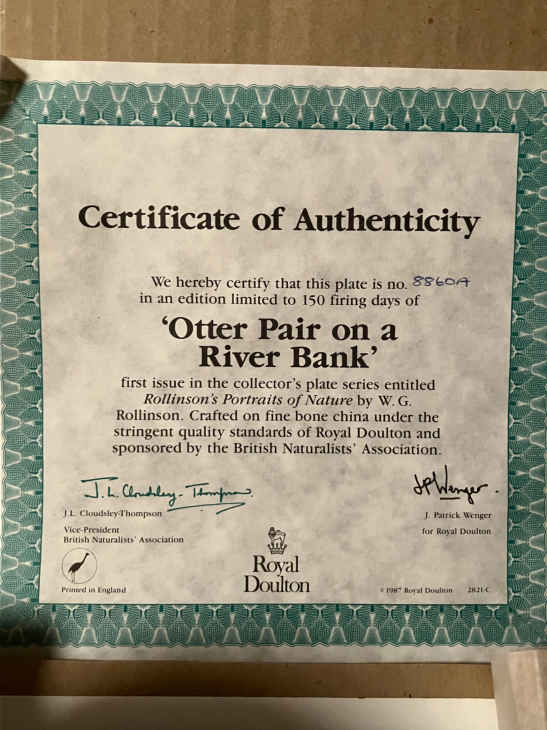 Certificate of Authenticity
We hereby certify that this plate is no. 8860A
in an edition limited to 150 firing days of
'Otter Pair on a
River Bank'
first issue in the collector's plate series entitled
Rollinson's Portraits of Nature by W. G.
Rollinson. Crafted on fine bone china under the
stringent quality standards of Royal Doulton and
sponsored by the British Naturalists' Association.
J. L. Cloudsley-Thompson.
JPWenger.
J.L. Cloudsley-Thompson
J. Patrick Wenger
Vice-President
British Naturalists' Association
for Royal Doulton
Royal
Doulton
Printed in England
© 1987 Royal Doulton 2821-C